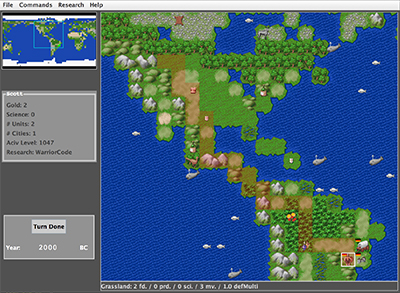 File Commands Research Help
Scott
Gold: 2
Science: 0
# Units: 2
# Cities: 1
Aciv Level: 1047
Research: WarriorCode
Turn Done
Year: 2000 BC
Grassland: 2 fd. / 0 prd. / 0 sci. / 3 mv. / 1.0 defMulti